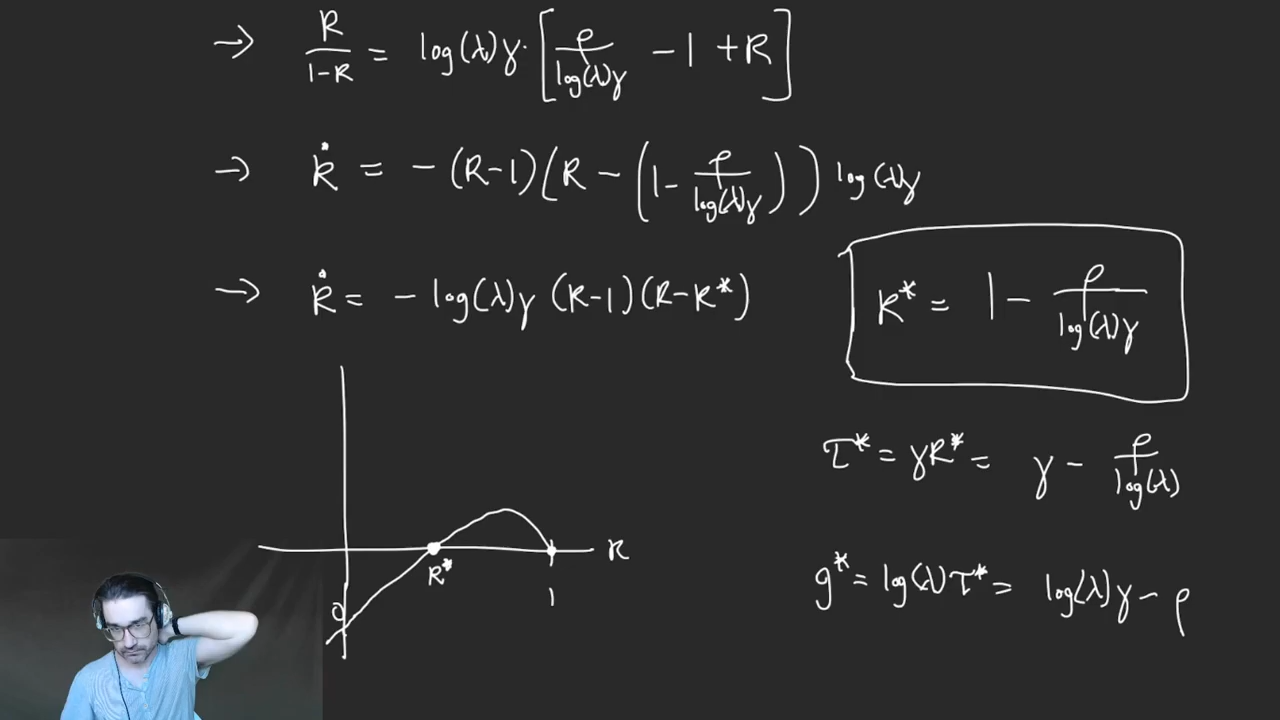 → R/(1-R) = log(λ)γ·[ρ/(log(λ)γ) - 1 + R]
→ Ṙ = -(R-1)(R-(1-ρ/(log(λ)γ))) log(λ)γ
→ Ṙ = -log(λ)γ (R-1)(R-R*)
R* = 1 - ρ/(log(λ)γ)
τ* = γR* = γ - ρ/log(λ)
g* = log(λ)τ* = log(λ)γ - ρ
R
R*
1
0